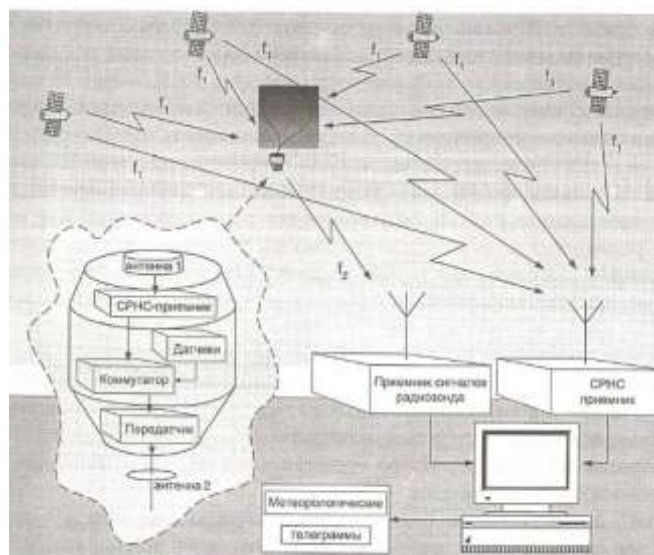 f₁
f₁
f₁
f₁
f₁
f₁
f₁
f₁
f₂
антенна 1
СРНС-приемник
Датчики
Коммутатор
Передатчик
антенна 2
Приемник сигналов
радиозонда
СРНС
приемник
Метеорологические
телеграммы